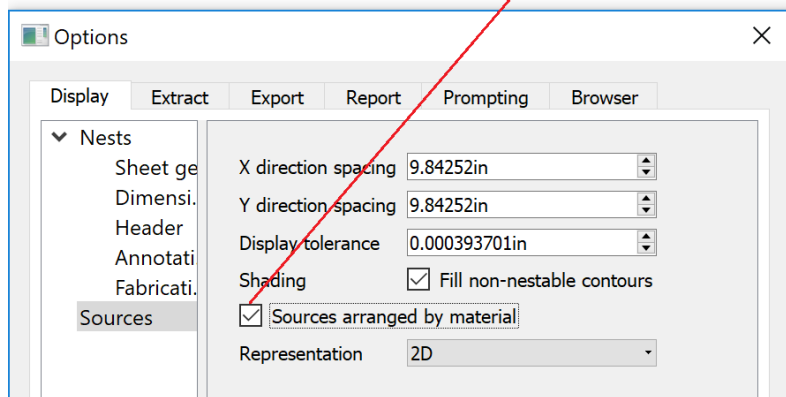 Options
Display Extract Export Report Prompting Browser
Nests
Sheet ge
Dimensi..
Header
Annotati.
Fabricati..
Sources
X direction spacing 9.84252in
Y direction spacing 9.84252in
Display tolerance 0.000393701in
Shading Fill non-nestable contours
Sources arranged by material
Representation 2D